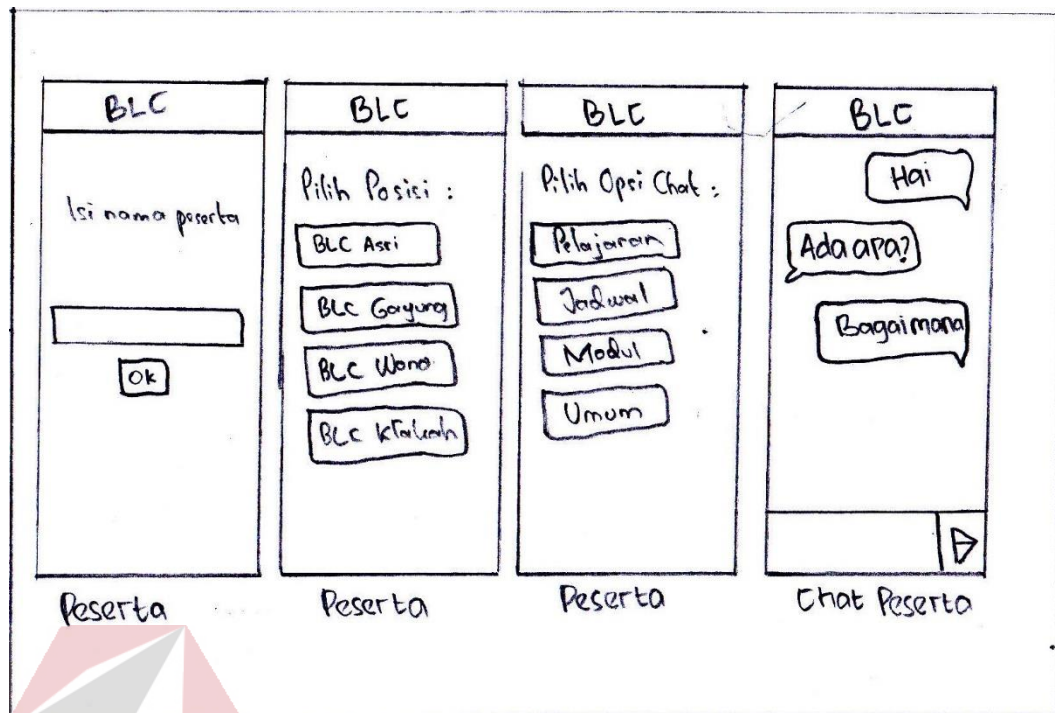 BLC
Isi nama peserta
Ok
Peserta
BLC
Pilih Posisi :
BLC Asri
BLC Gayung
BLC Wono
BLC
Peserta
BLC
Pilih Opsi Chat :
Pelajaran
Jadwal
Modul
Umum
Peserta
BLC
Hai
Ada apa?
Bagaimana
Chat Peserta